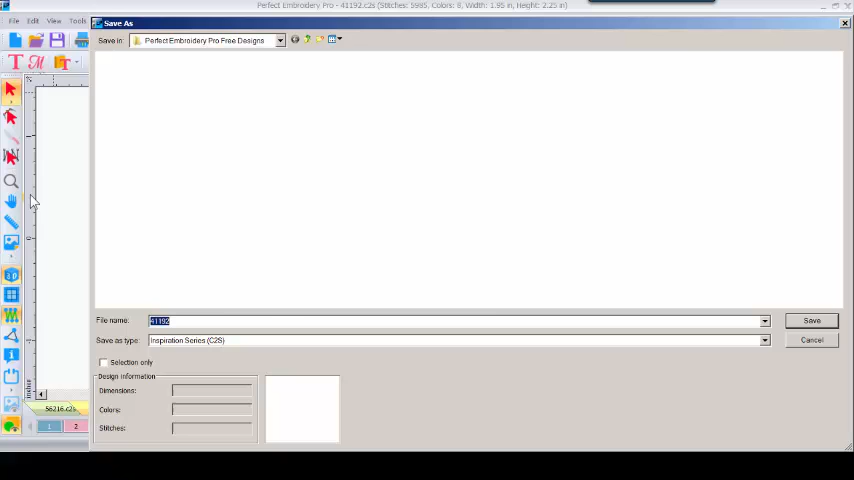 Perfect Embroidery Pro - 41192.c2s (Stitches: 5985, Colors: 8, Width: 1.95 in, Height: 2.25 in)
File Edit View Tools
Save As
Save in: Perfect Embroidery Pro Free Designs
File name: 41192 Save
Save as type: Inspiration Series (C2S) Cancel
Selection only
Design Information
Dimensions:
Colors:
Stitches:
inches
56216.c2s
1 2